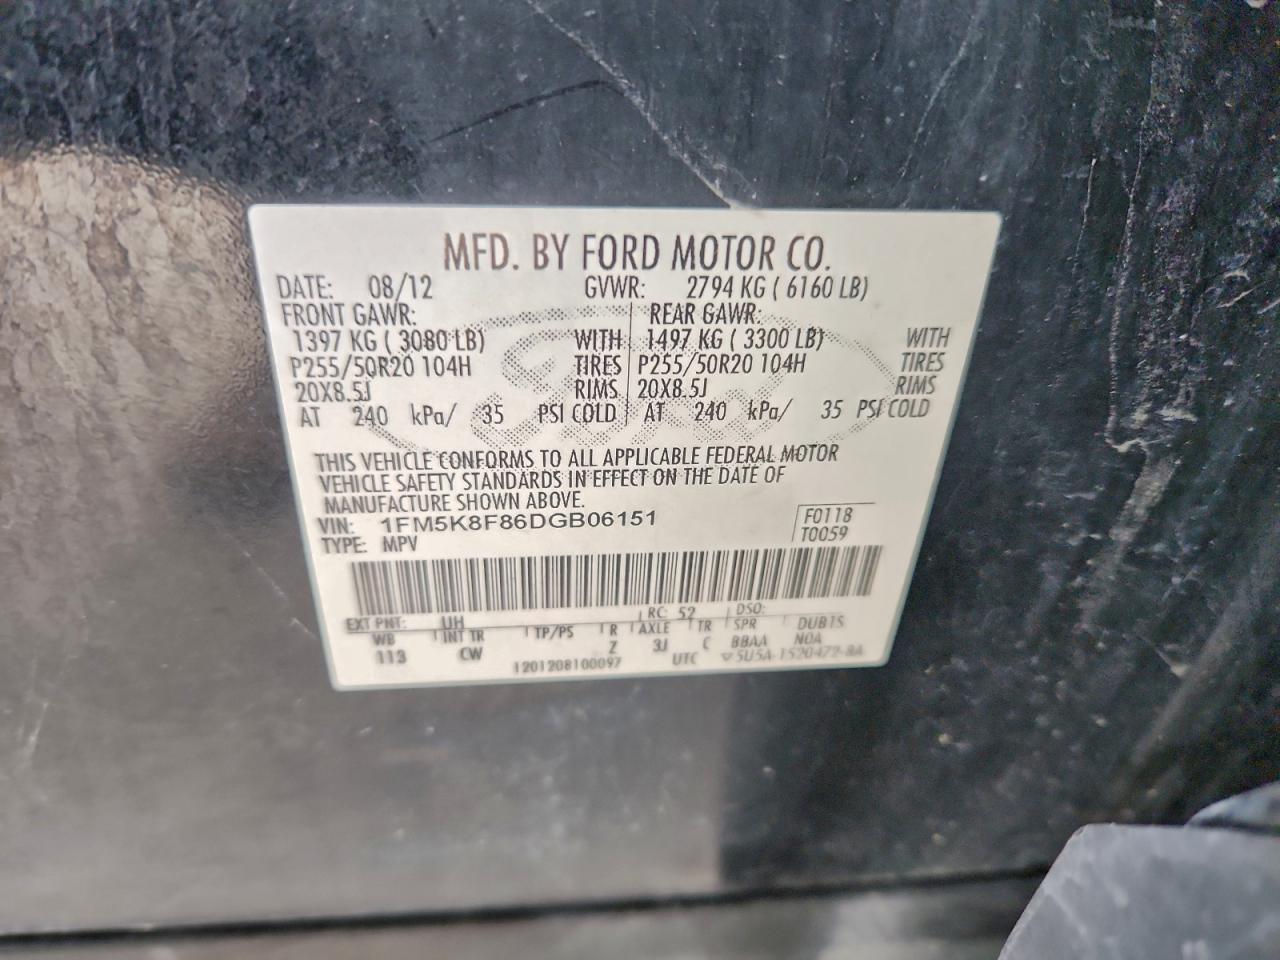 MFD. BY FORD MOTOR CO.
DATE: 08/12 GVWR: 2794 KG ( 6160 LB)
FRONT GAWR: REAR GAWR:
1397 KG ( 3080 LB) WITH 1497 KG ( 3300 LB) WITH
P255/50R20 104H TIRES P255/50R20 104H TIRES
20X8.5J RIMS 20X8.5J RIMS
AT 240 kPa/ 35 PSI COLD AT 240 kPa/ 35 PSI COLD
THIS VEHICLE CONFORMS TO ALL APPLICABLE FEDERAL MOTOR
VEHICLE SAFETY STANDARDS IN EFFECT ON THE DATE OF
MANUFACTURE SHOWN ABOVE.
VIN: 1FM5K8F86DGB06151 F0118
TYPE: MPV T0059
EXT PNT: UH RC: 52 DSO:
WB INT TR TP/PS R AXLE TR SPR DUB1S
113 CW Z 3J C BBAA NOA
1201208100097 UTC ▽5U5A-1520472-BA